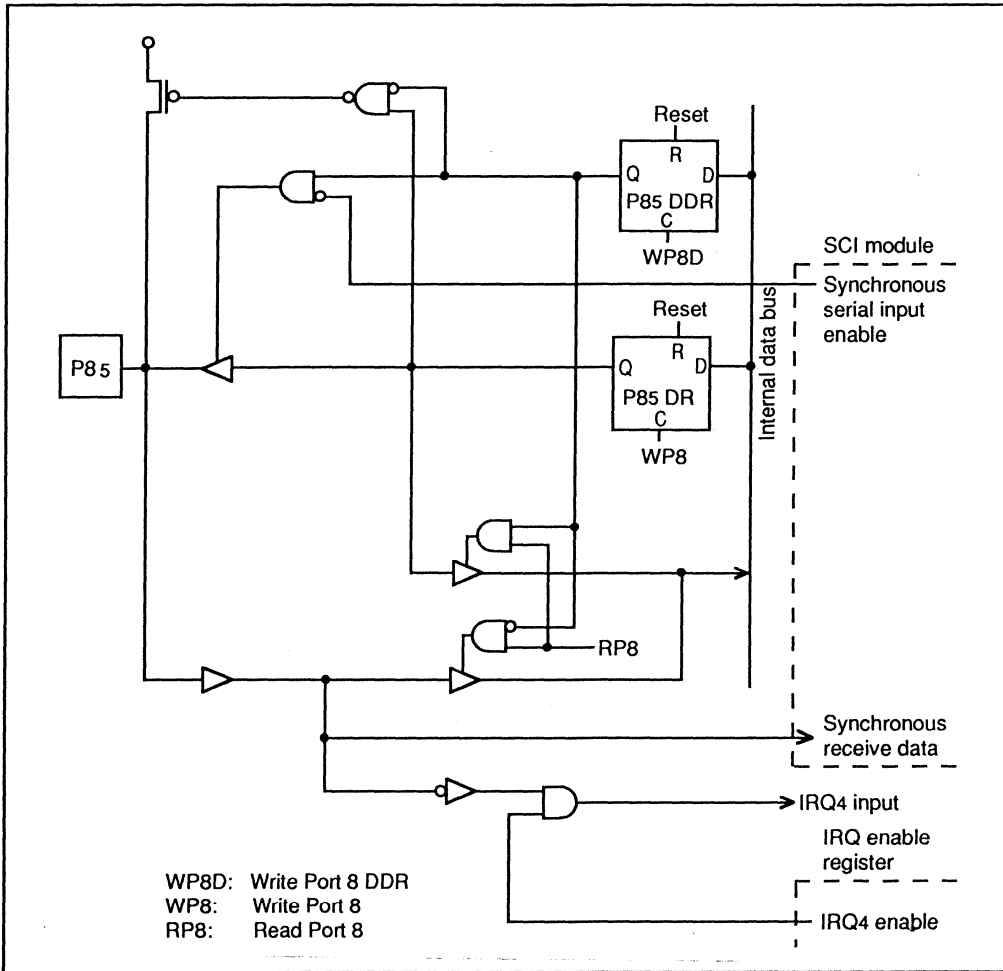 Reset
R
Q
D
P85 DDR
C
WP8D
SCI module
Synchronous
serial input
enable
Internal data bus
Reset
R
P85
Q
D
P85 DR
C
WP8
RP8
Synchronous
receive data
IRQ4 input
IRQ enable
register
WP8D: Write Port 8 DDR
WP8: Write Port 8
RP8: Read Port 8
IRQ4 enable